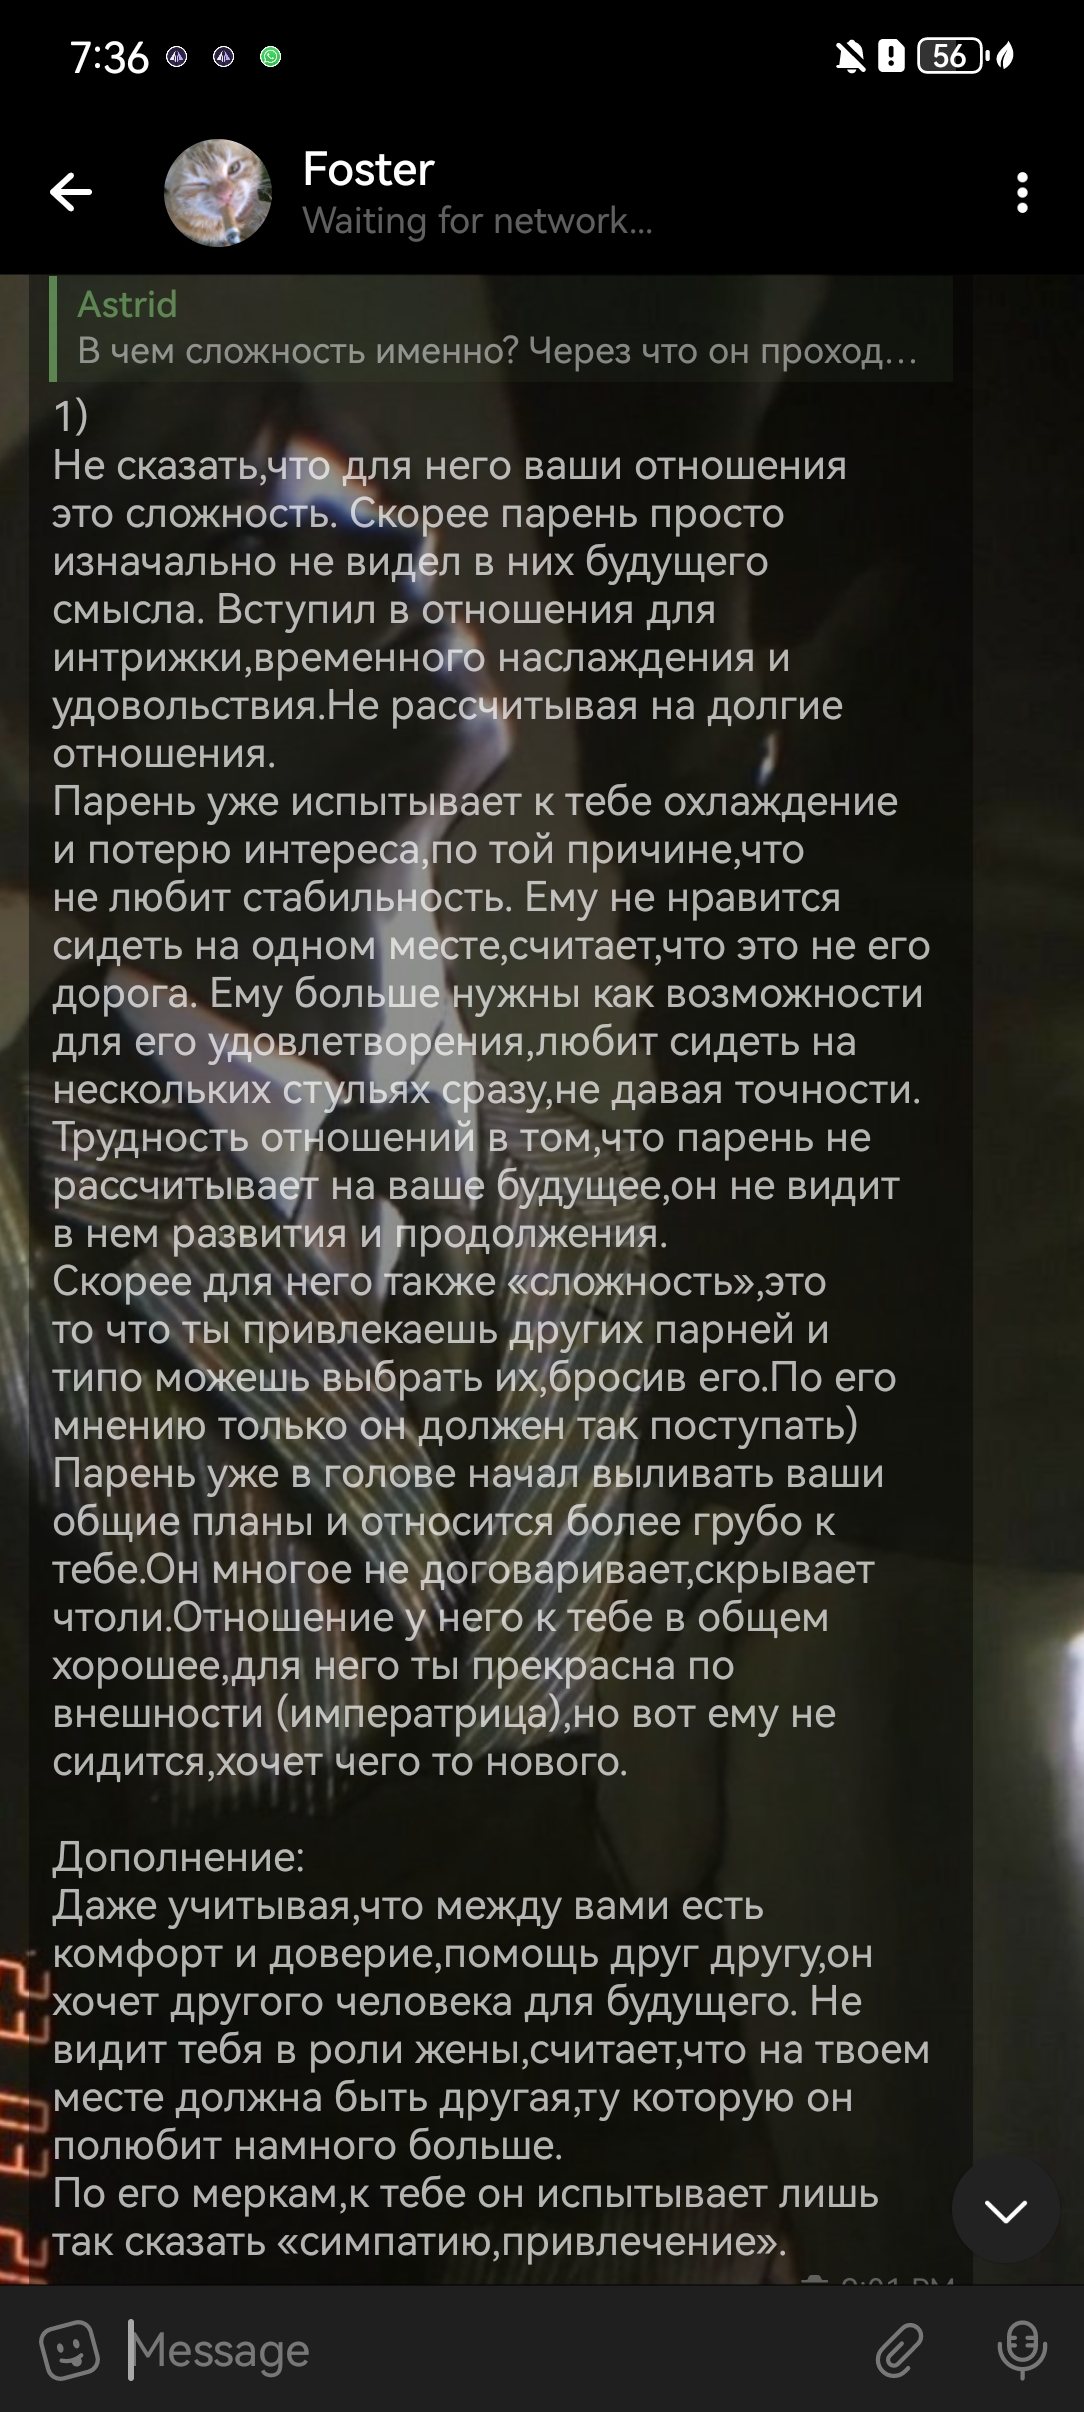 7:36
56
Foster
Waiting for network...
Astrid
В чем сложность именно? Через что он проход...
1)
Не сказать,что для него ваши отношения
это сложность. Скорее парень просто
изначально не видел в них будущего
смысла. Вступил в отношения для
интрижки,временного наслаждения и
удовольствия.Не рассчитывая на долгие
отношения.
Парень уже испытывает к тебе охлаждение
и потерю интереса,по той причине,что
не любит стабильность. Ему не нравится
сидеть на одном месте,считает,что это не его
дорога. Ему больше нужны как возможности
для его удовлетворения,любит сидеть на
нескольких стульях сразу,не давая точности.
Трудность отношений в том,что парень не
рассчитывает на ваше будущее,он не видит
в нем развития и продолжения.
Скорее для него также «сложность»,это
то что ты привлекаешь других парней и
типо можешь выбрать их,бросив его.По его
мнению только он должен так поступать)
Парень уже в голове начал выливать ваши
общие планы и относится более грубо к
тебе.Он многое не договаривает,скрывает
чтоли.Отношение у него к тебе в общем
хорошее,для него ты прекрасна по
внешности (императрица),но вот ему не
сидится,хочет чего то нового.
Дополнение:
Даже учитывая,что между вами есть
комфорт и доверие,помощь друг другу,он
хочет другого человека для будущего. Не
видит тебя в роли жены,считает,что на твоем
месте должна быть другая,ту которую он
полюбит намного больше.
По его меркам,к тебе он испытывает лишь
так сказать «симпатию,привлечение».
Message